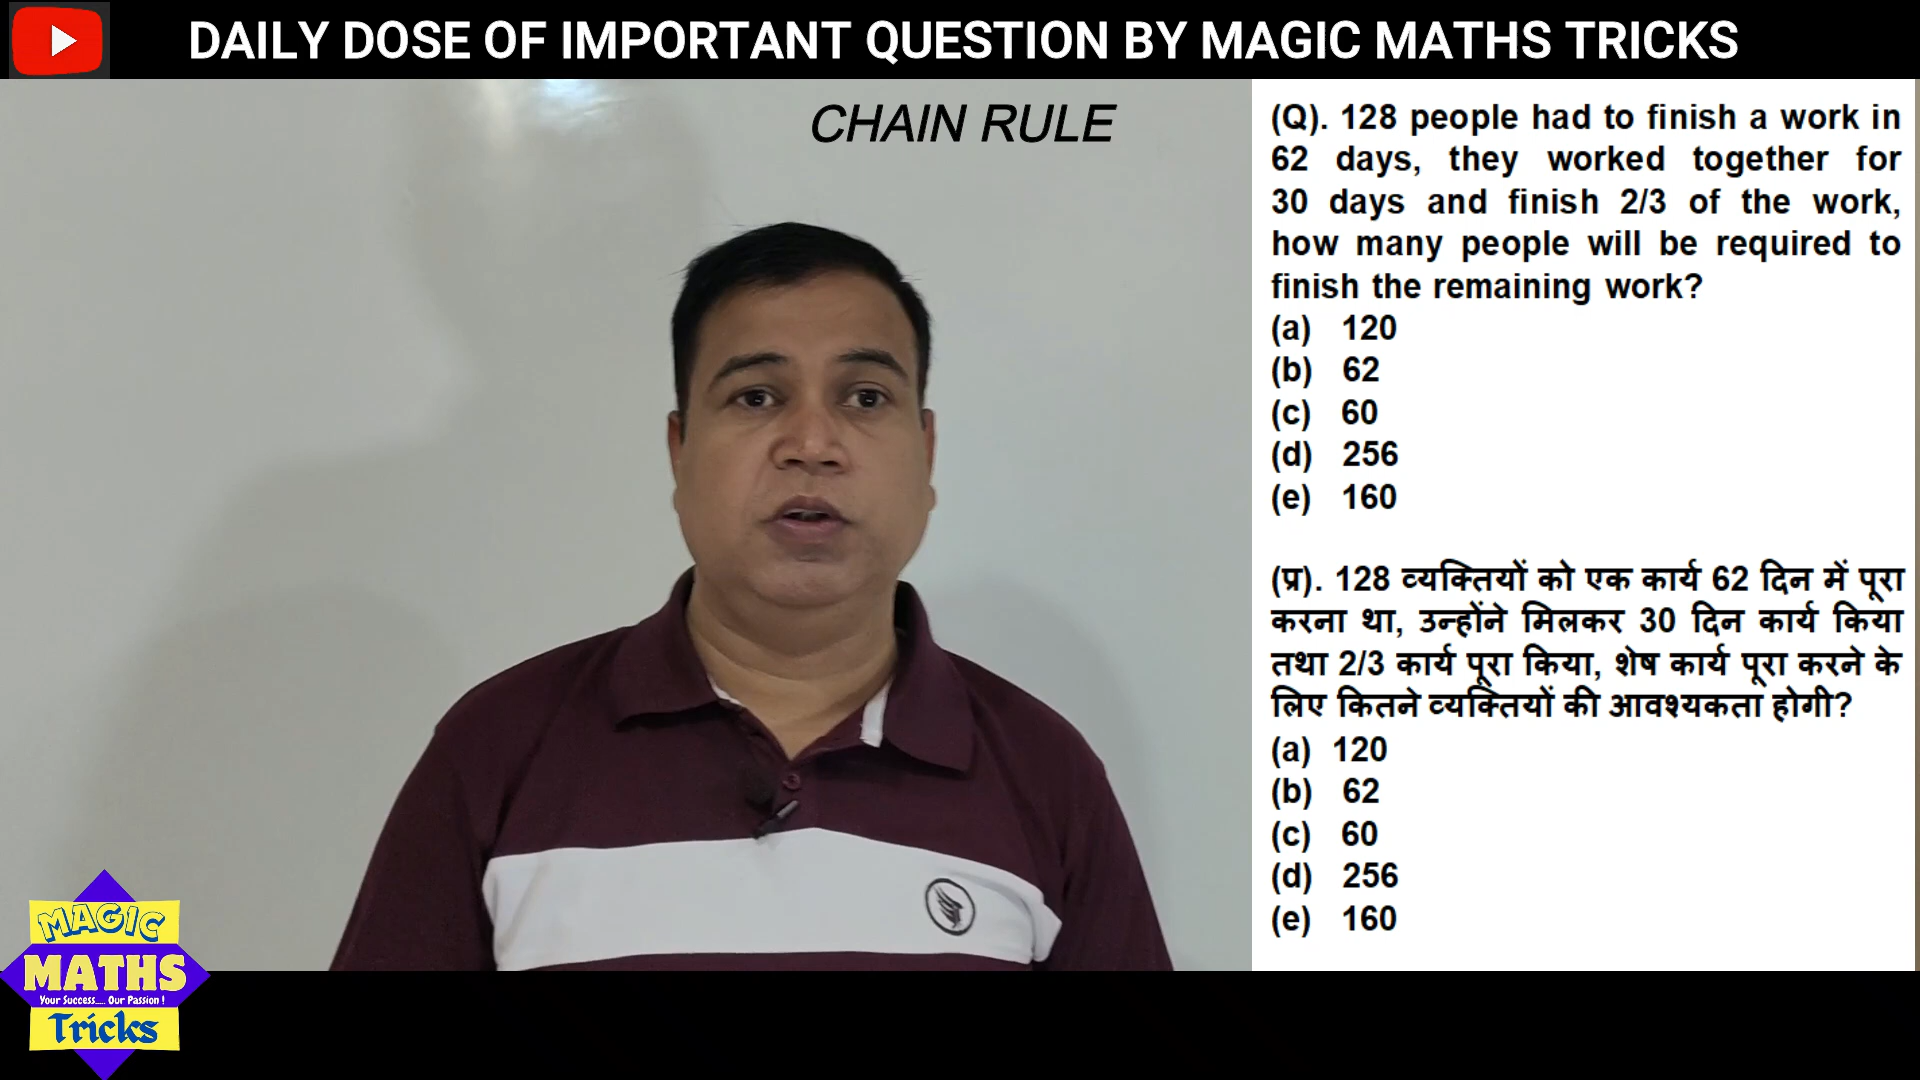 DAILY DOSE OF IMPORTANT QUESTION BY MAGIC MATHS TRICKS
CHAIN RULE
(Q). 128 people had to finish a work in
62 days, they worked together for
30 days and finish 2/3 of the work,
how many people will be required to
finish the remaining work?
(a) 120
(b) 62
(c) 60
(d) 256
(e) 160
(प्र). 128 व्यक्तियों को एक कार्य 62 दिन में पूरा
करना था, उन्होंने मिलकर 30 दिन कार्य किया
तथा 2/3 कार्य पूरा किया, शेष कार्य पूरा करने के
लिए कितने व्यक्तियों की आवश्यकता होगी?
(a) 120
(b) 62
(c) 60
(d) 256
(e) 160
MAGIC
MATHS
Your Success.... Our Passion !
Tricks